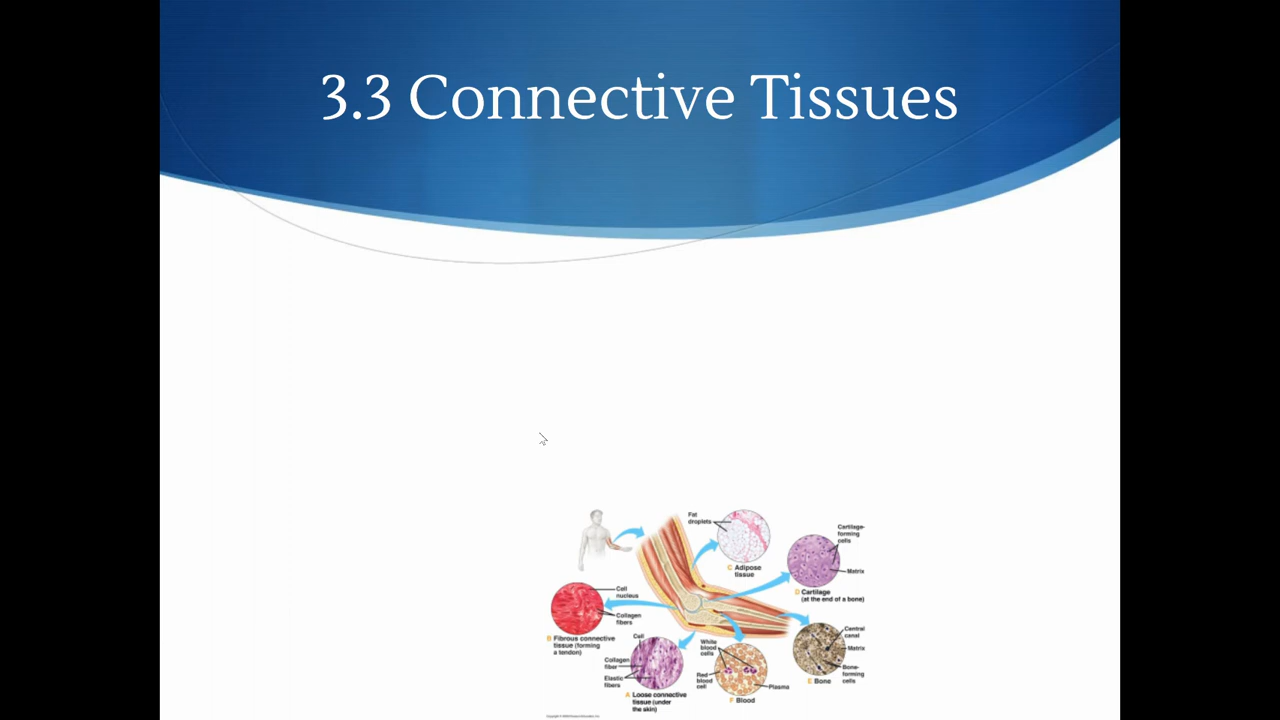 3.3 Connective Tissues
Fat
droplets
C Adipose
tissue
Cartilage-
forming
cells
Matrix
D Cartilage
(at the end of a bone)
Cell
nucleus
Collagen
fibers
B Fibrous connective
tissue (forming
a tendon)
Cell
Collagen
fiber
Elastic
fibers
A Loose connective
tissue (under
the skin)
White
blood
cells
Red
blood
cell
Plasma
F Blood
Central
canal
Matrix
Bone-
forming
cells
E Bone